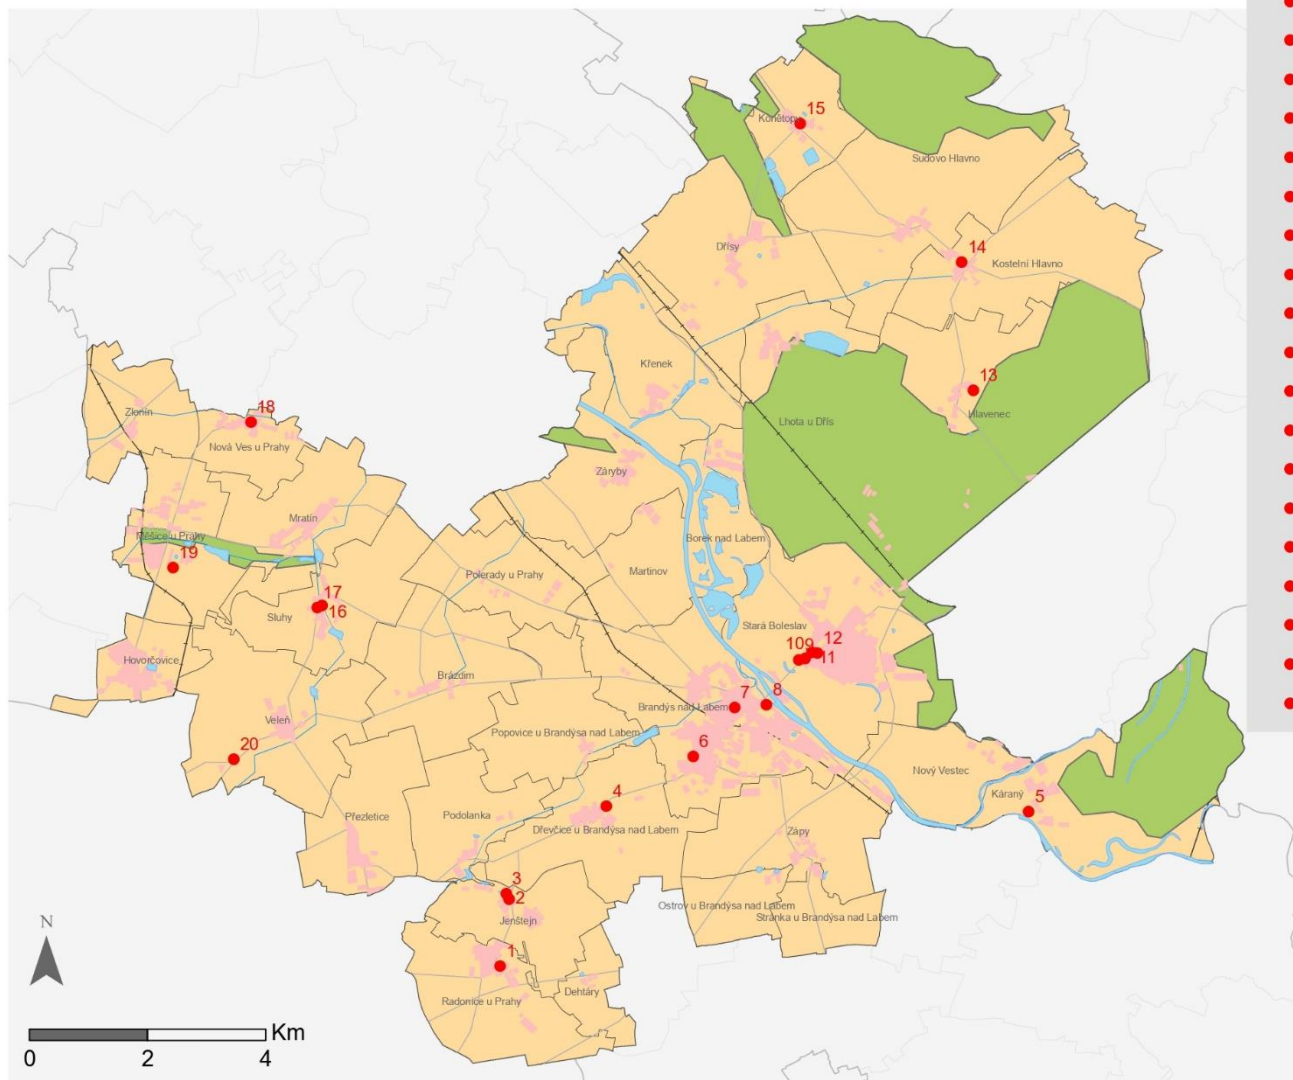 15
Konětopy
Sudovo Hlavno
Dřísy
14
Kostelní Hlavno
Křenek
13
Hlavenec
Zlonín
18
Nová Ves u Prahy
Lhota u Dřís
Záryby
Mratín
Měšice u Prahy
19
Borek nad Labem
Martinov
Polerady u Prahy
17
16
Sluhy
Stará Boleslav
12
10
9
11
Hovorčovice
Brázdim
7
8
Brandýs nad Labem
Veleň
Popovice u Brandýsa nad Labem
20
6
Nový Vestec
Káraný
5
4
Přezletice
Podolanka
Dřevčice u Brandýsa nad Labem
Zápy
3
2
Jenštejn
Ostrov u Brandýsa nad Labem
Stránka u Brandýsa nad Labem
N
1
Radonice u Prahy
Dehtáry
Km
0 2 4